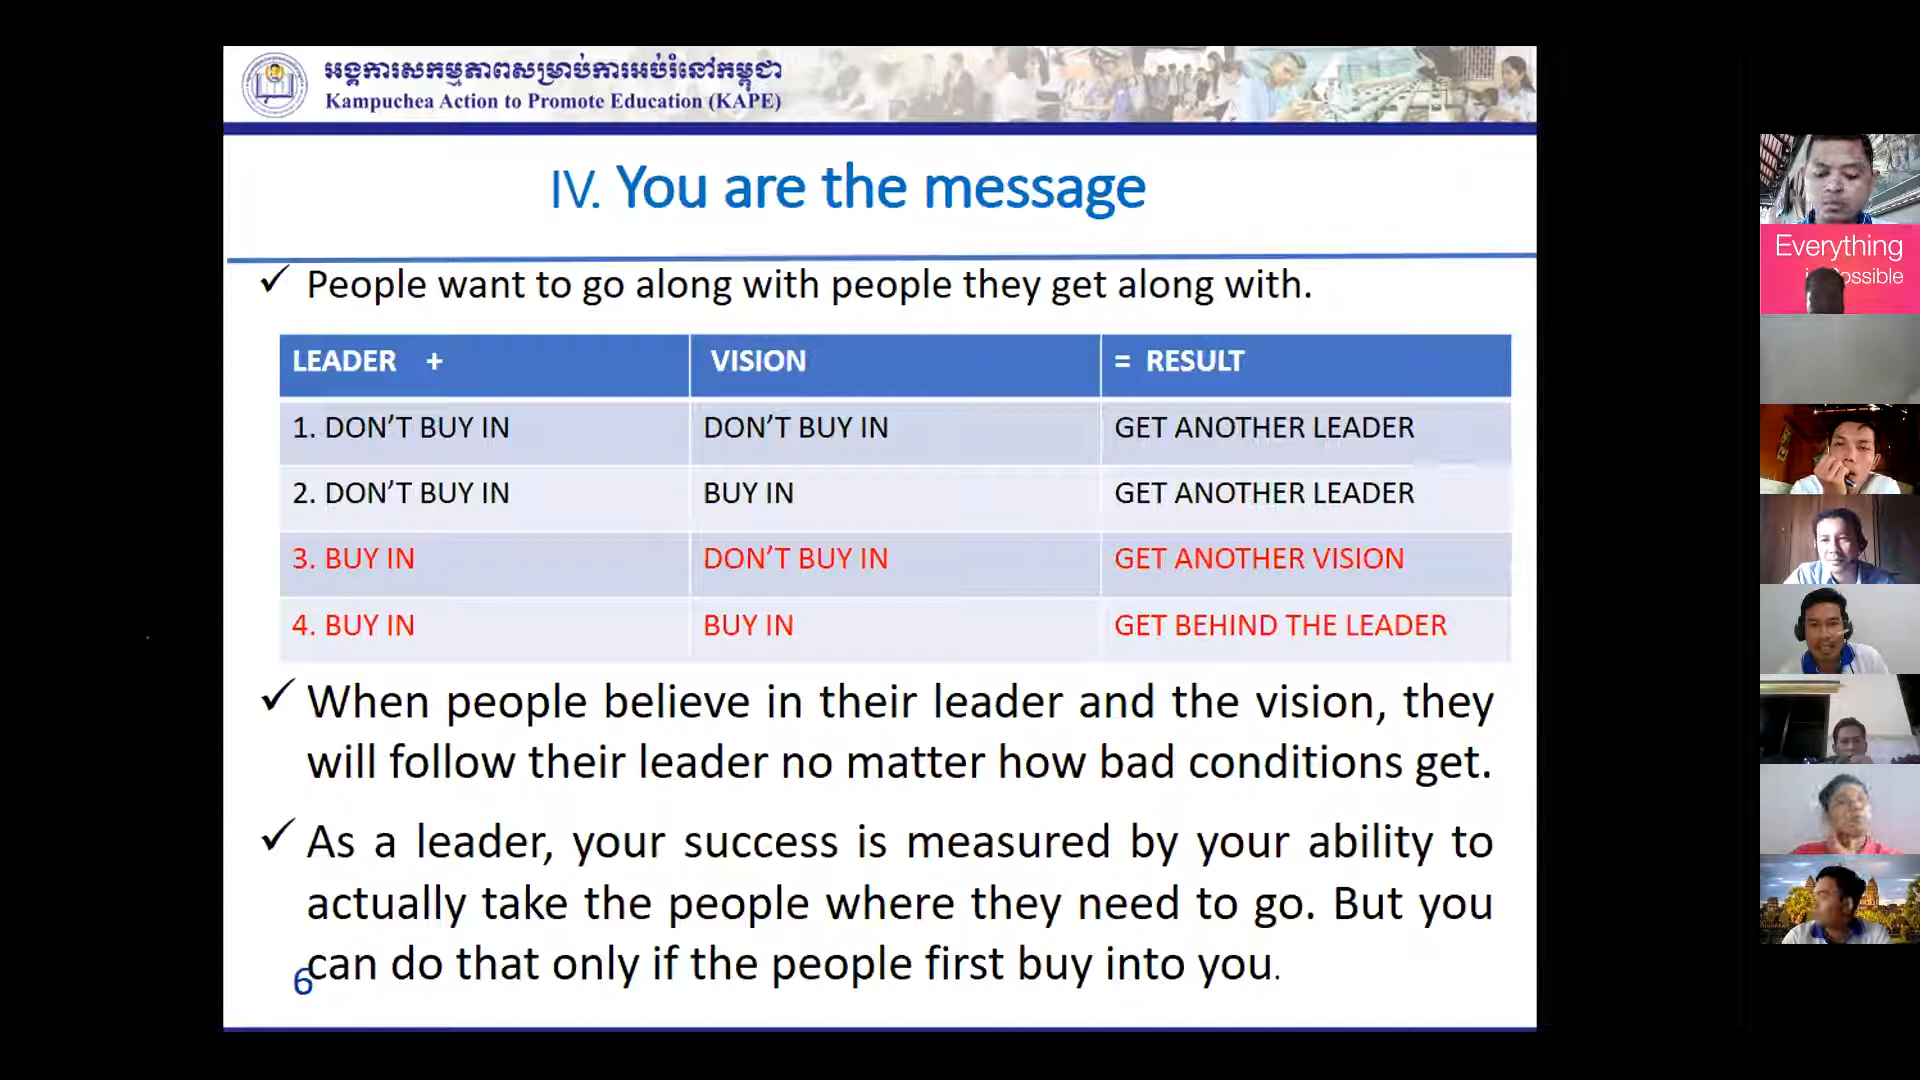 អង្គការសកម្មភាពសម្រាប់ការអប់រំនៅកម្ពុជា
Kampuchea Action to Promote Education (KAPE)
IV. You are the message
✓ People want to go along with people they get along with.
LEADER + VISION = RESULT
1. DON’T BUY IN DON’T BUY IN GET ANOTHER LEADER
2. DON’T BUY IN BUY IN GET ANOTHER LEADER
3. BUY IN DON’T BUY IN GET ANOTHER VISION
4. BUY IN BUY IN GET BEHIND THE LEADER
✓ When people believe in their leader and the vision, they
will follow their leader no matter how bad conditions get.
✓ As a leader, your success is measured by your ability to
actually take the people where they need to go. But you
can do that only if the people first buy into you.
6
Everything